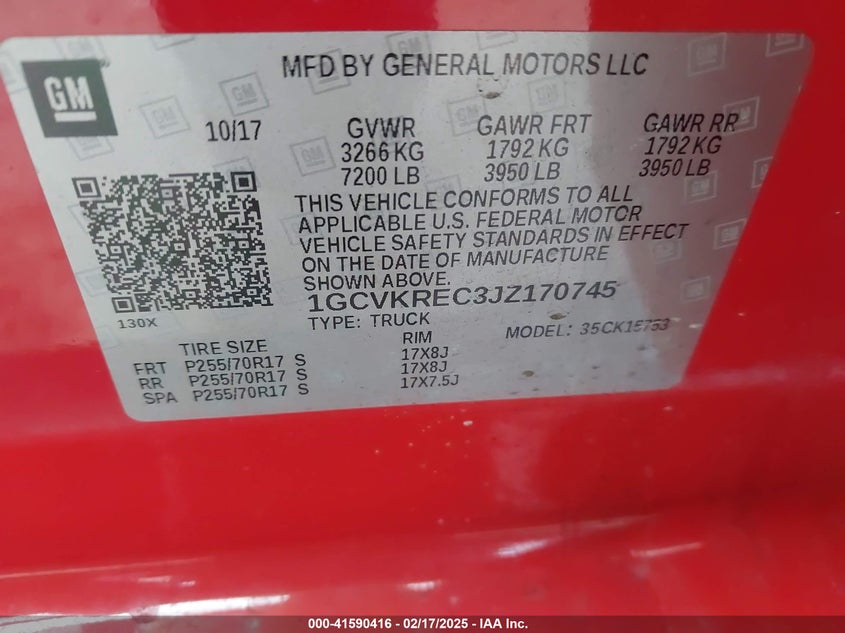 GM
MFD BY GENERAL MOTORS LLC
10/17 GVWR GAWR FRT GAWR RR
3266 KG 1792 KG 1792 KG
7200 LB 3950 LB 3950 LB
THIS VEHICLE CONFORMS TO ALL
APPLICABLE U.S. FEDERAL MOTOR
VEHICLE SAFETY STANDARDS IN EFFECT
ON THE DATE OF MANUFACTURE
SHOWN ABOVE.
1GCVKREC3JZ170745
130X
TYPE: TRUCK MODEL: 35CK15753
TIRE SIZE RIM
FRT P255/70R17 S 17X8J
RR P255/70R17 S 17X8J
SPA P255/70R17 S 17X7.5J
000-41590416 - 02/17/2025 - IAA Inc.